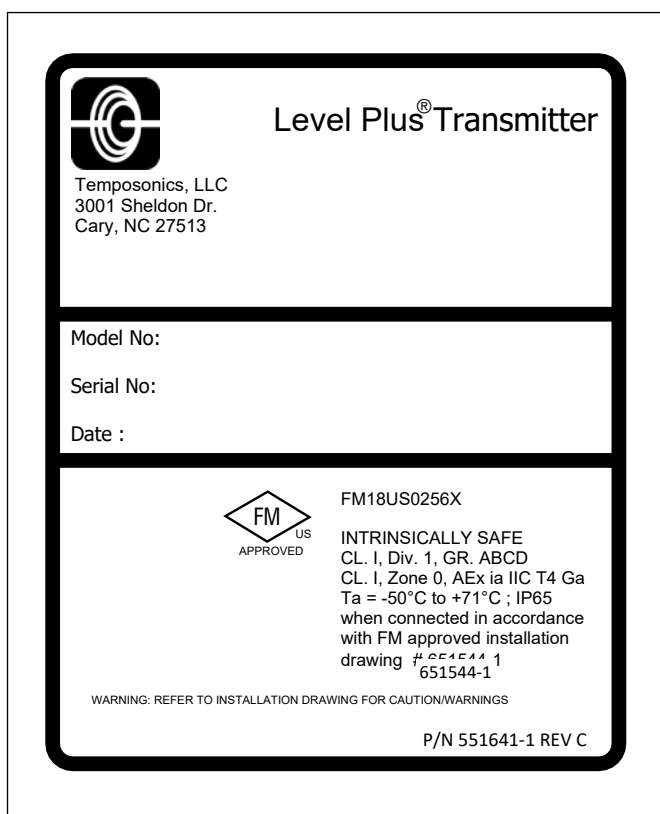 Level Plus® Transmitter
Temposonics, LLC
3001 Sheldon Dr.
Cary, NC 27513
Model No:
Serial No:
Date :
FM
US
APPROVED
FM18US0256X
INTRINSICALLY SAFE
CL. I, Div. 1, GR. ABCD
CL. I, Zone 0, AEx ia IIC T4 Ga
Ta = -50°C to +71°C ; IP65
when connected in accordance
with FM approved installation
drawing # 651544-1
651544-1
WARNING: REFER TO INSTALLATION DRAWING FOR CAUTION/WARNINGS
P/N 551641-1 REV C